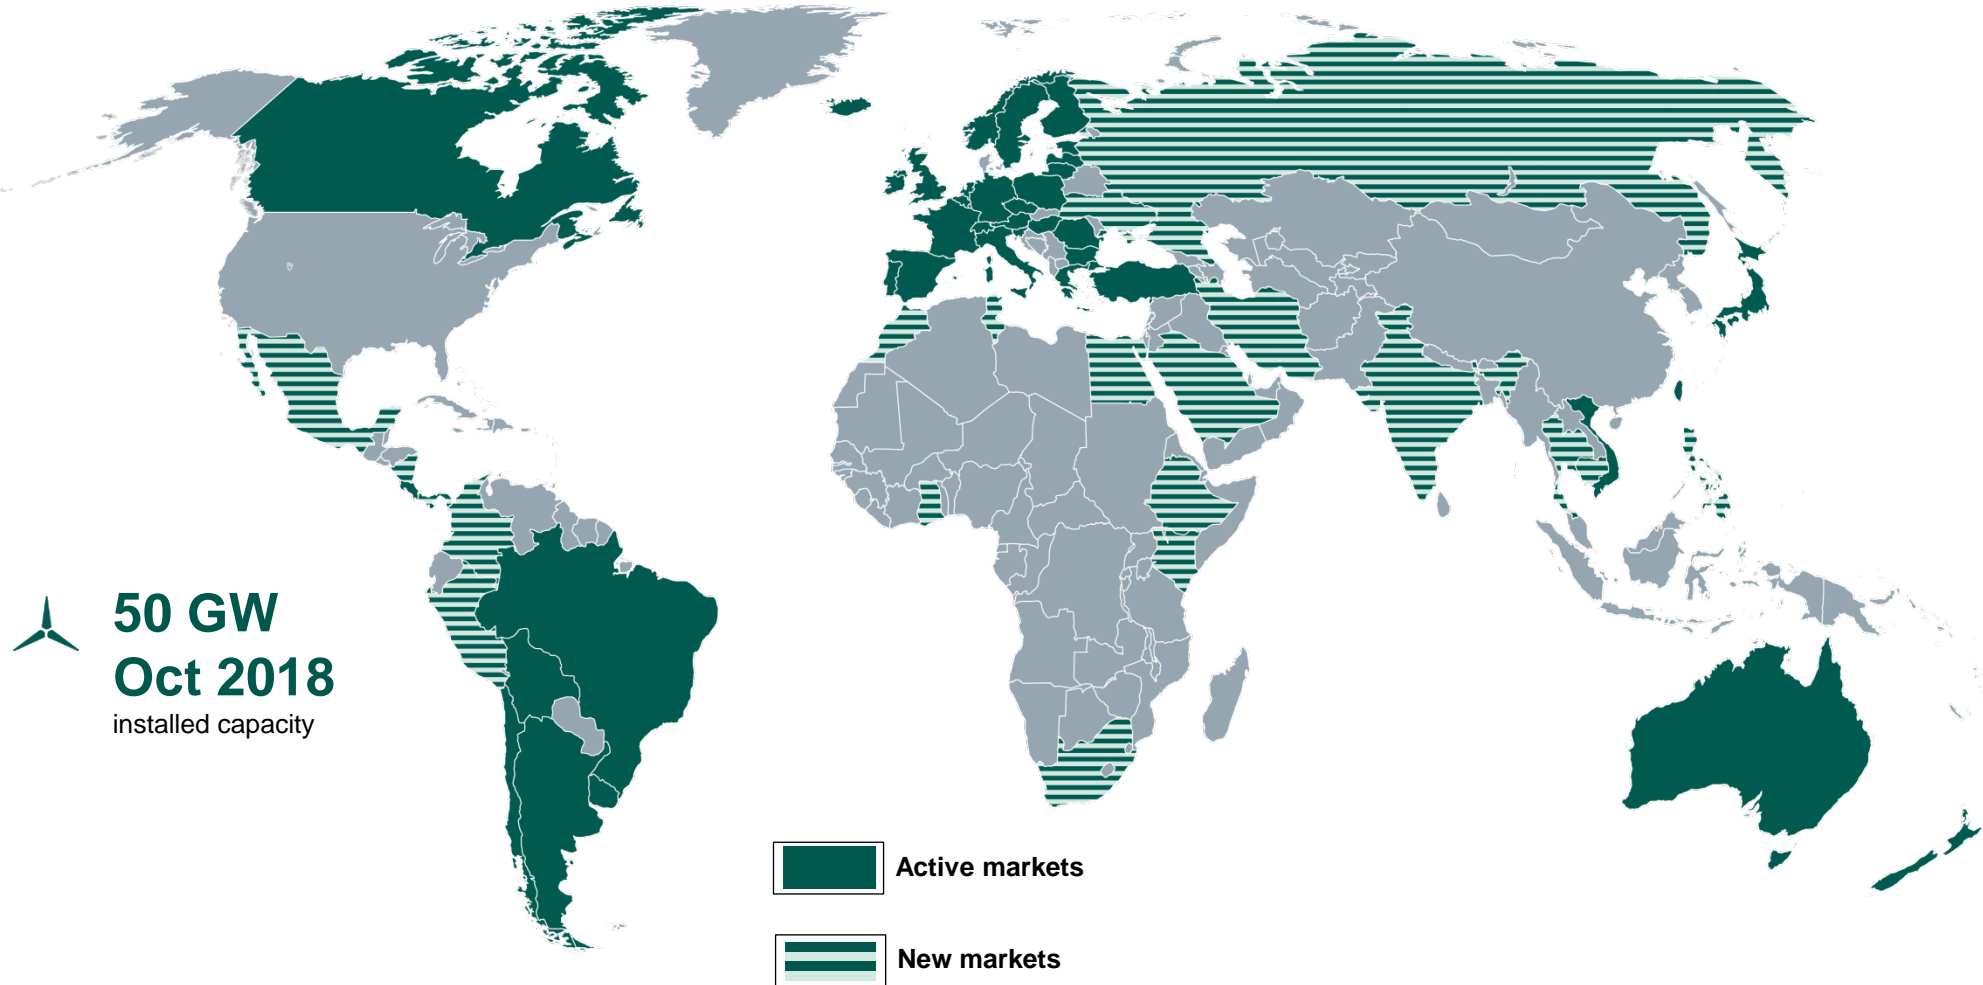 50 GW
Oct 2018
installed capacity
Active markets
New markets